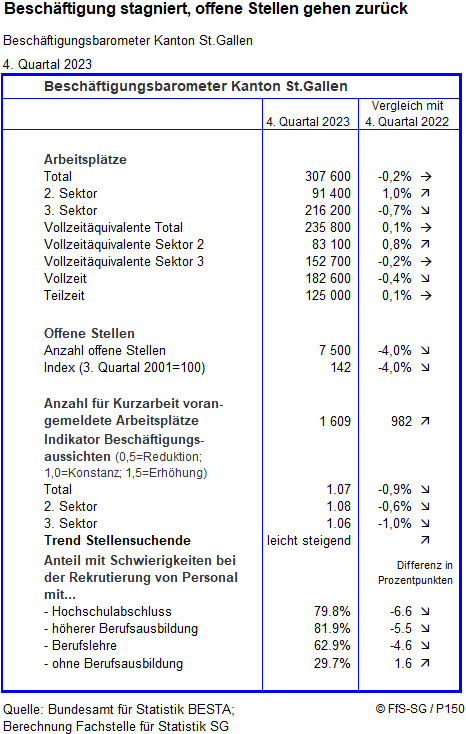 Beschäftigung stagniert, offene Stellen gehen zurück
Beschäftigungsbarometer Kanton St.Gallen
4. Quartal 2023
Beschäftigungsbarometer Kanton St.Gallen
Vergleich mit
4. Quartal 2023 4. Quartal 2022
Arbeitsplätze
Total 307 600 -0,2% →
2. Sektor 91 400 1,0% ↗
3. Sektor 216 200 -0,7% ↘
Vollzeitäquivalente Total 235 800 0,1% →
Vollzeitäquivalente Sektor 2 83 100 0,8% ↗
Vollzeitäquivalente Sektor 3 152 700 -0,2% →
Vollzeit 182 600 -0,4% ↘
Teilzeit 125 000 0,1% →
Offene Stellen
Anzahl offene Stellen 7 500 -4,0% ↘
Index (3. Quartal 2001=100) 142 -4,0% ↘
Anzahl für Kurzarbeit voran-
gemeldete Arbeitsplätze 1 609 982 ↗
Indikator Beschäftigungs-
aussichten (0,5=Reduktion;
1,0=Konstanz; 1,5=Erhöhung)
Total 1.07 -0,9% ↘
2. Sektor 1.08 -0,6% ↘
3. Sektor 1.06 -1,0% ↘
Trend Stellensuchende leicht steigend ↗
Anteil mit Schwierigkeiten bei Differenz in
der Rekrutierung von Personal Prozentpunkten
mit...
- Hochschulabschluss 79.8% -6.6 ↘
- höherer Berufsausbildung 81.9% -5.5 ↘
- Berufslehre 62.9% -4.6 ↘
- ohne Berufsausbildung 29.7% 1.6 ↗
Quelle: Bundesamt für Statistik BESTA; © FfS-SG / P150
Berechnung Fachstelle für Statistik SG